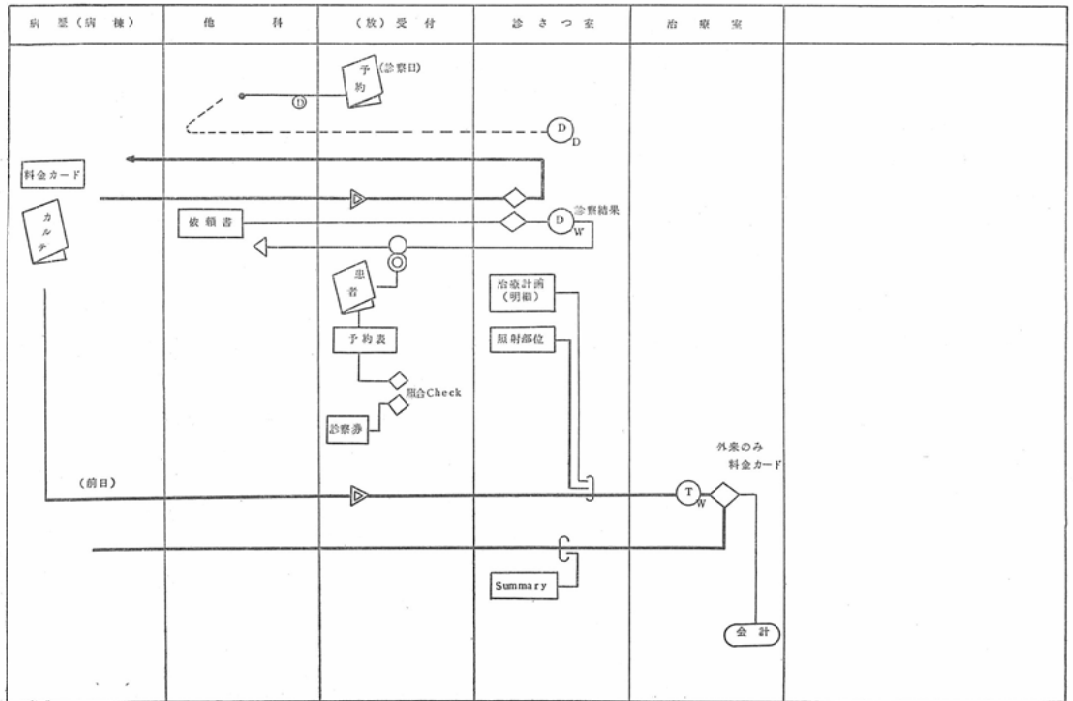 病歴(病棟)
他科
(放)受付
診さつ室
治療室
予約
(診察日)
D
D
D
料金カード
カルテ
依頼書
D
W
診察結果
患者
治療計画
(明細)
予約表
照射部位
照合Check
診察券
外来のみ
料金カード
(前日)
T
W
Summary
会計